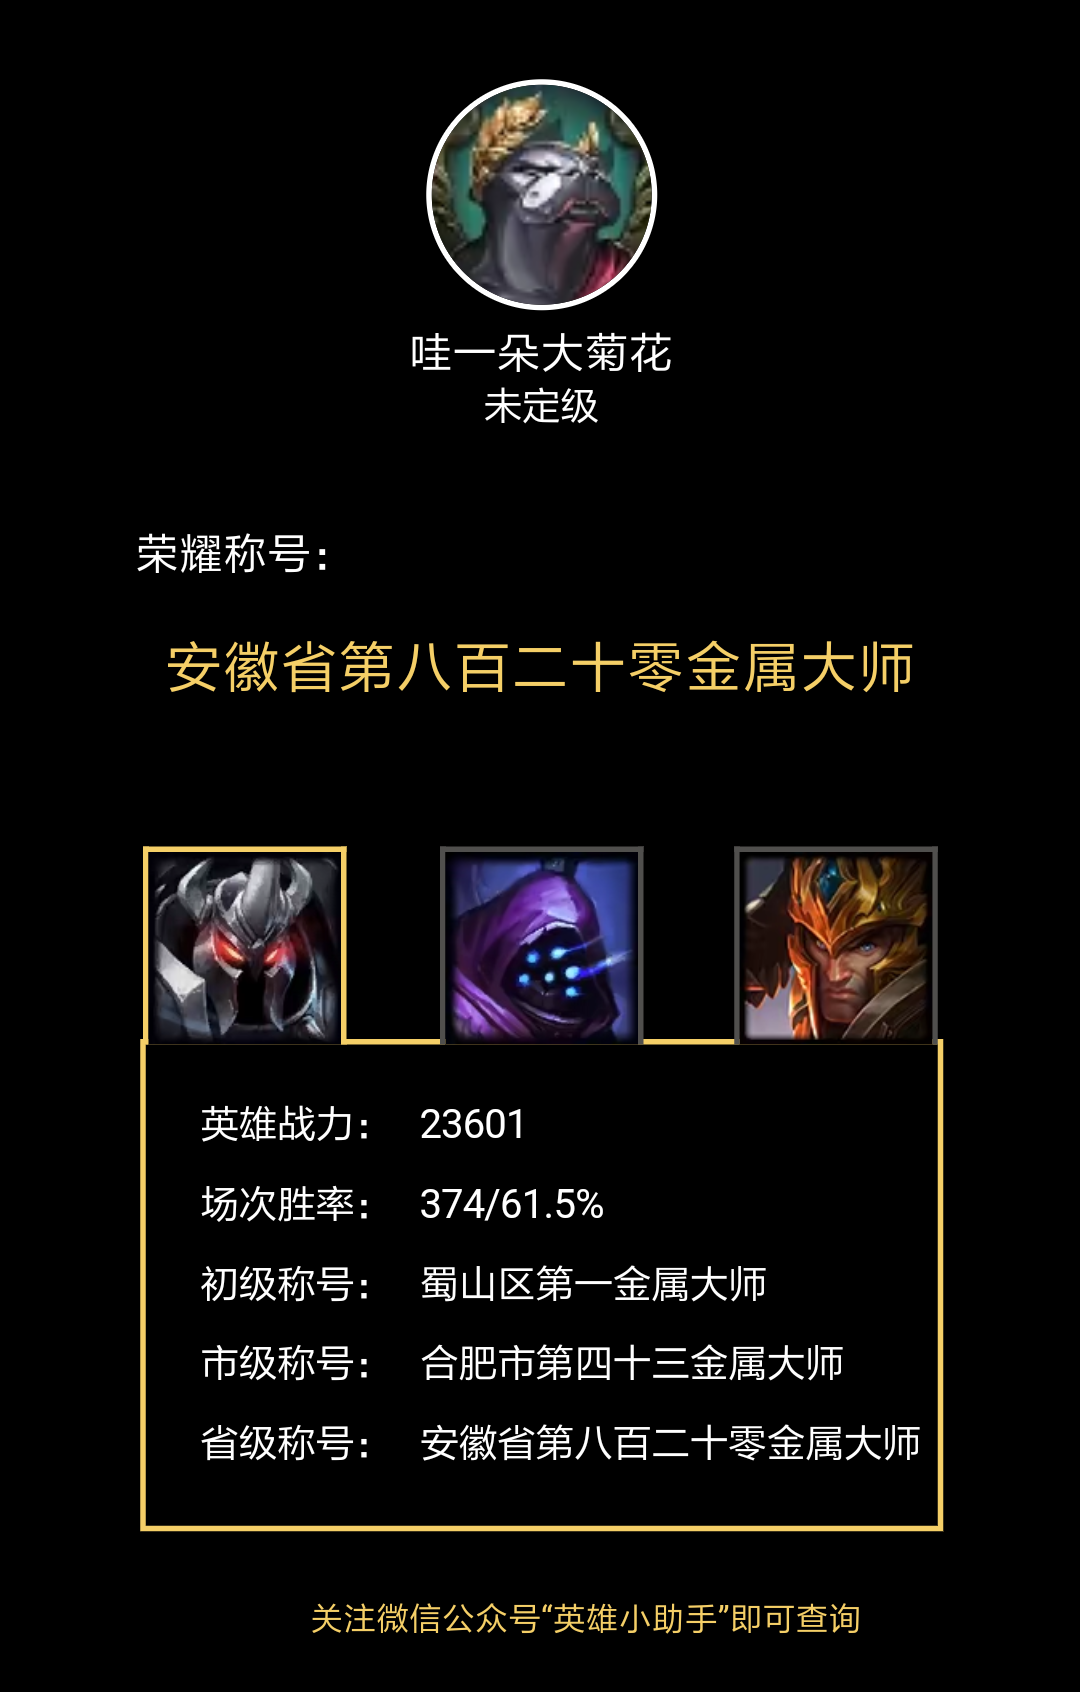 哇一朵大菊花
未定级
荣耀称号：
安徽省第八百二十零金属大师
英雄战力： 23601
场次胜率： 374/61.5%
初级称号： 蜀山区第一金属大师
市级称号： 合肥市第四十三金属大师
省级称号： 安徽省第八百二十零金属大师
关注微信公众号“英雄小助手”即可查询